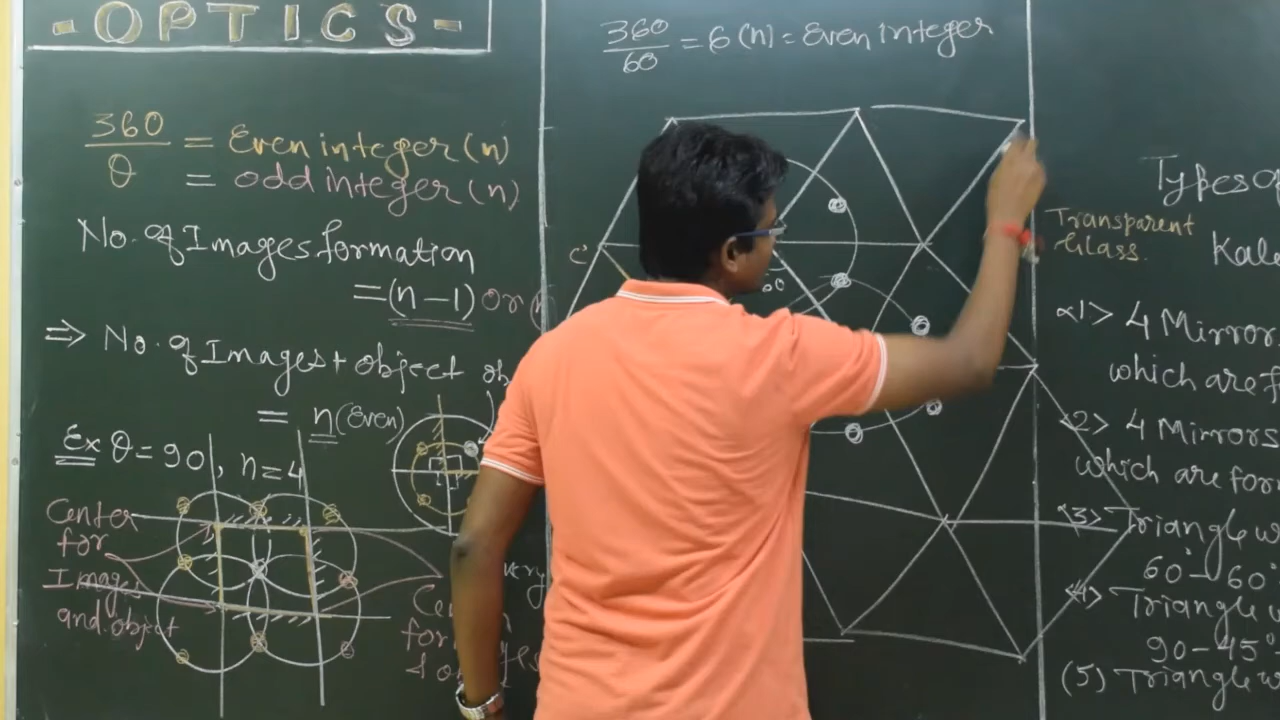 - OPTICS -
360/θ = Even integer (n)
= odd integer (n)
No. of Images formation
= (n-1) or (
⇒ No. of Images + object ob
= n (Even)
Ex θ = 90, n = 4
Center
for
Images
and object
very
for
360/60 = 6 (n) = Even integer
c'
60
Transparent
Glass.
Types of
Kale
<1> 4 Mirrors
which are f
<2> 4 Mirrors
which are for
<3> Triangle w
60°-60°
<4> Triangle w
90-45°
(5) Triangle w